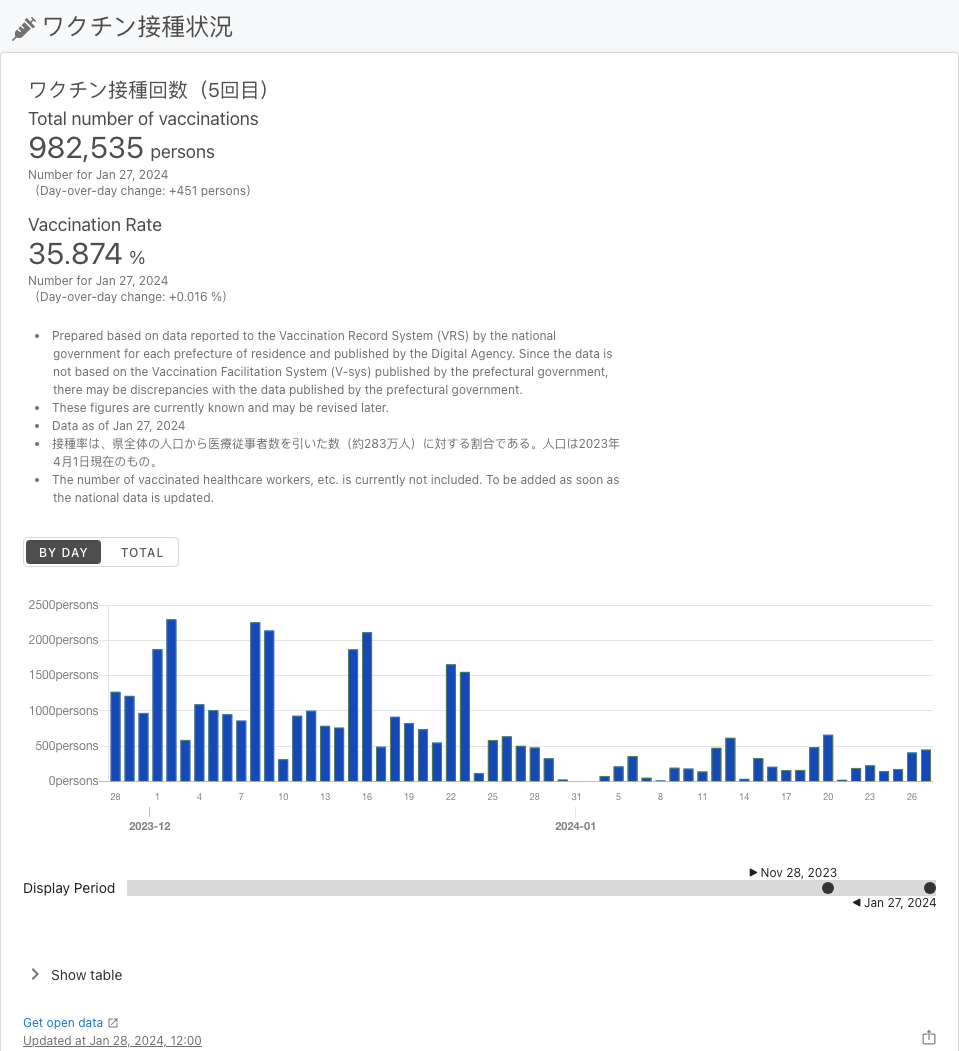 ワクチン接種状況
ワクチン接種回数（5回目）
Total number of vaccinations
982,535 persons
Number for Jan 27, 2024
（Day-over-day change: +451 persons）
Vaccination Rate
35.874 %
Number for Jan 27, 2024
（Day-over-day change: +0.016 %）
• Prepared based on data reported to the Vaccination Record System (VRS) by the national
government for each prefecture of residence and published by the Digital Agency. Since the data is
not based on the Vaccination Facilitation System (V-sys) published by the prefectural government,
there may be discrepancies with the data published by the prefectural government.
• These figures are currently known and may be revised later.
• Data as of Jan 27, 2024
• 接種率は、県全体の人口から医療従事者数を引いた数（約283万人）に対する割合である。人口は2023年
4月1日現在のもの。
• The number of vaccinated healthcare workers, etc. is currently not included. To be added as soon as
the national data is updated.
BY DAY TOTAL
2500persons
2000persons
1500persons
1000persons
500persons
0persons
28 1 4 7 10 13 16 19 22 25 28 31 5 8 11 14 17 20 23 26
2023-12 2024-01
Nov 28, 2023
Display Period
Jan 27, 2024
Show table
Get open data
Updated at Jan 28, 2024, 12:00